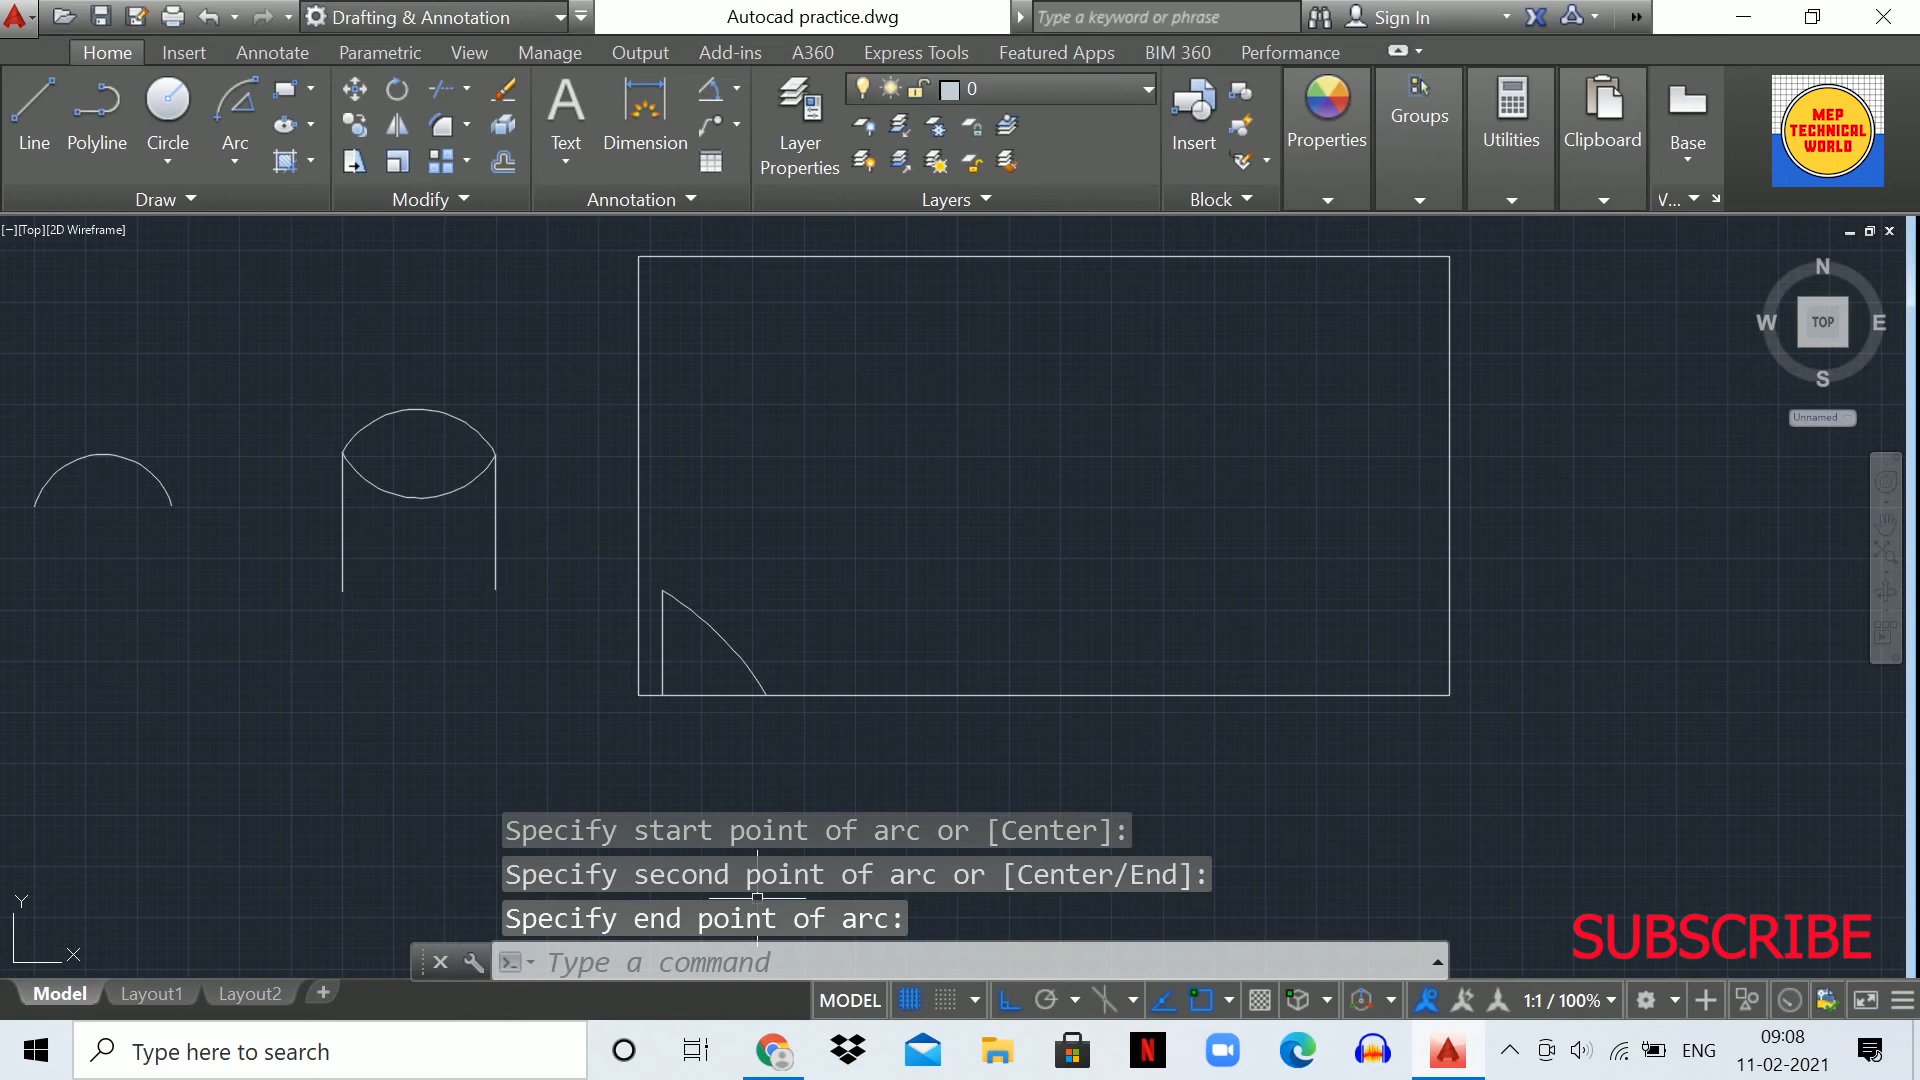 Drafting & Annotation
Autocad practice.dwg
Type a keyword or phrase
Sign In
Home Insert Annotate Parametric View Manage Output Add-ins A360 Express Tools Featured Apps BIM 360 Performance
Line Polyline Circle Arc
Text Dimension
Layer Properties
0
Insert
Properties
Groups
Utilities
Clipboard
Base
MEP
TECHNICAL
WORLD
Draw Modify Annotation Layers Block V...
[−][Top][2D Wireframe]
N
W TOP E
S
Unnamed
Specify start point of arc or [Center]:
Specify second point of arc or [Center/End]:
Specify end point of arc:
Type a command
Y
X
SUBSCRIBE
Model Layout1 Layout2 +
MODEL
1:1 / 100%
Type here to search
N
ENG
09:08
11-02-2021